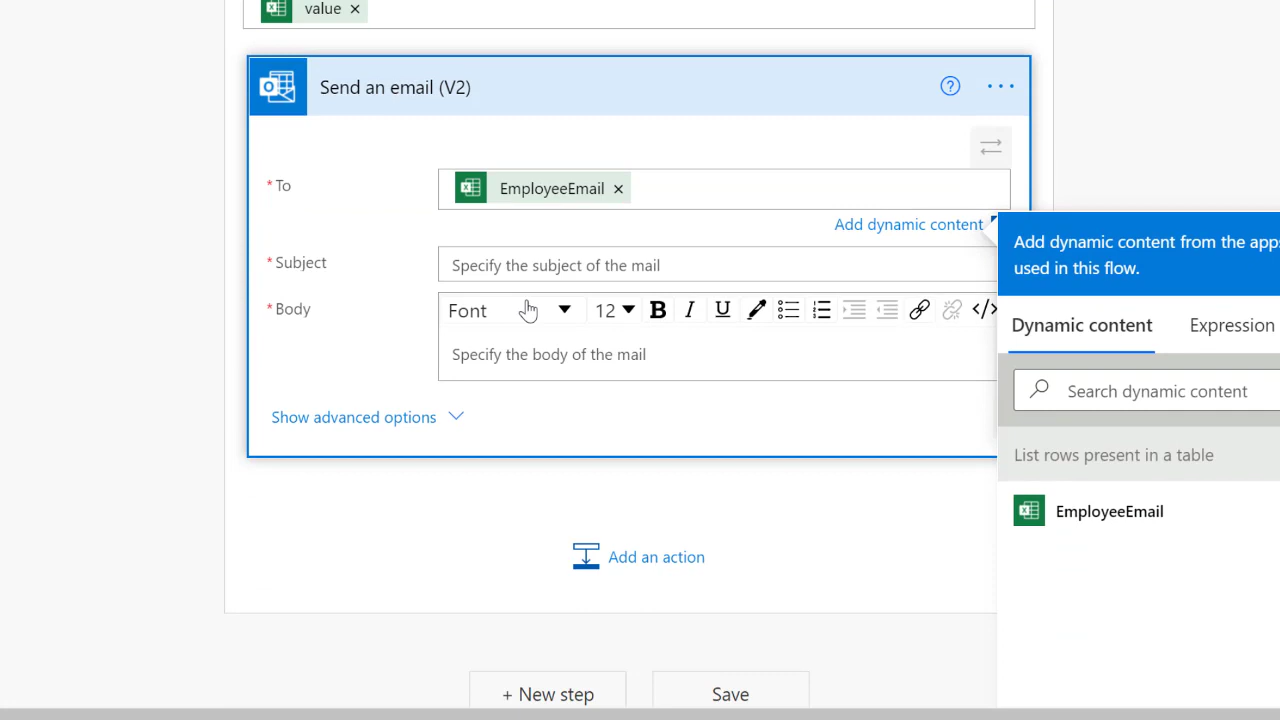 value ×
Send an email (V2)
* To
EmployeeEmail ×
Add dynamic content
* Subject
Specify the subject of the mail
* Body
Font 12 B I U </>
Specify the body of the mail
Show advanced options
Add an action
+ New step
Save
Add dynamic content from the apps
used in this flow.
Dynamic content
Expression
Search dynamic content
List rows present in a table
EmployeeEmail